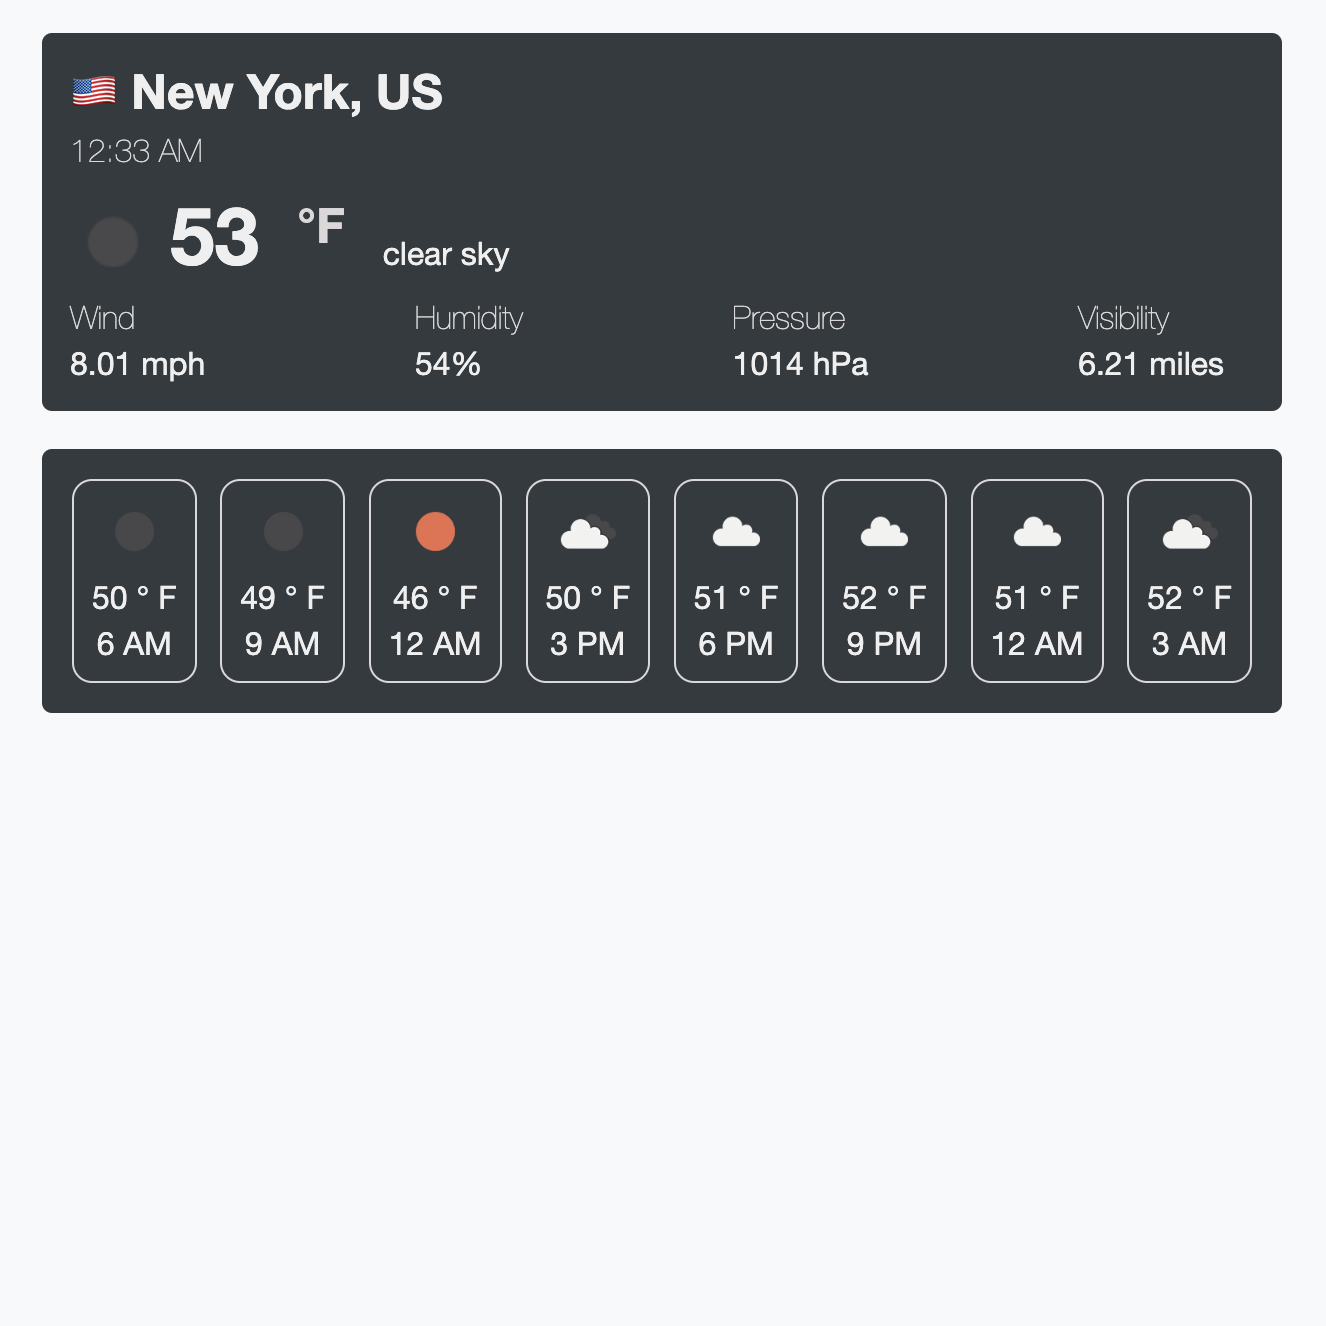 🇺🇸 New York, US
12:33 AM
53 °F clear sky
Wind Humidity Pressure Visibility
8.01 mph 54% 1014 hPa 6.21 miles
50 ° F 49 ° F 46 ° F 50 ° F 51 ° F 52 ° F 51 ° F 52 ° F
6 AM 9 AM 12 AM 3 PM 6 PM 9 PM 12 AM 3 AM